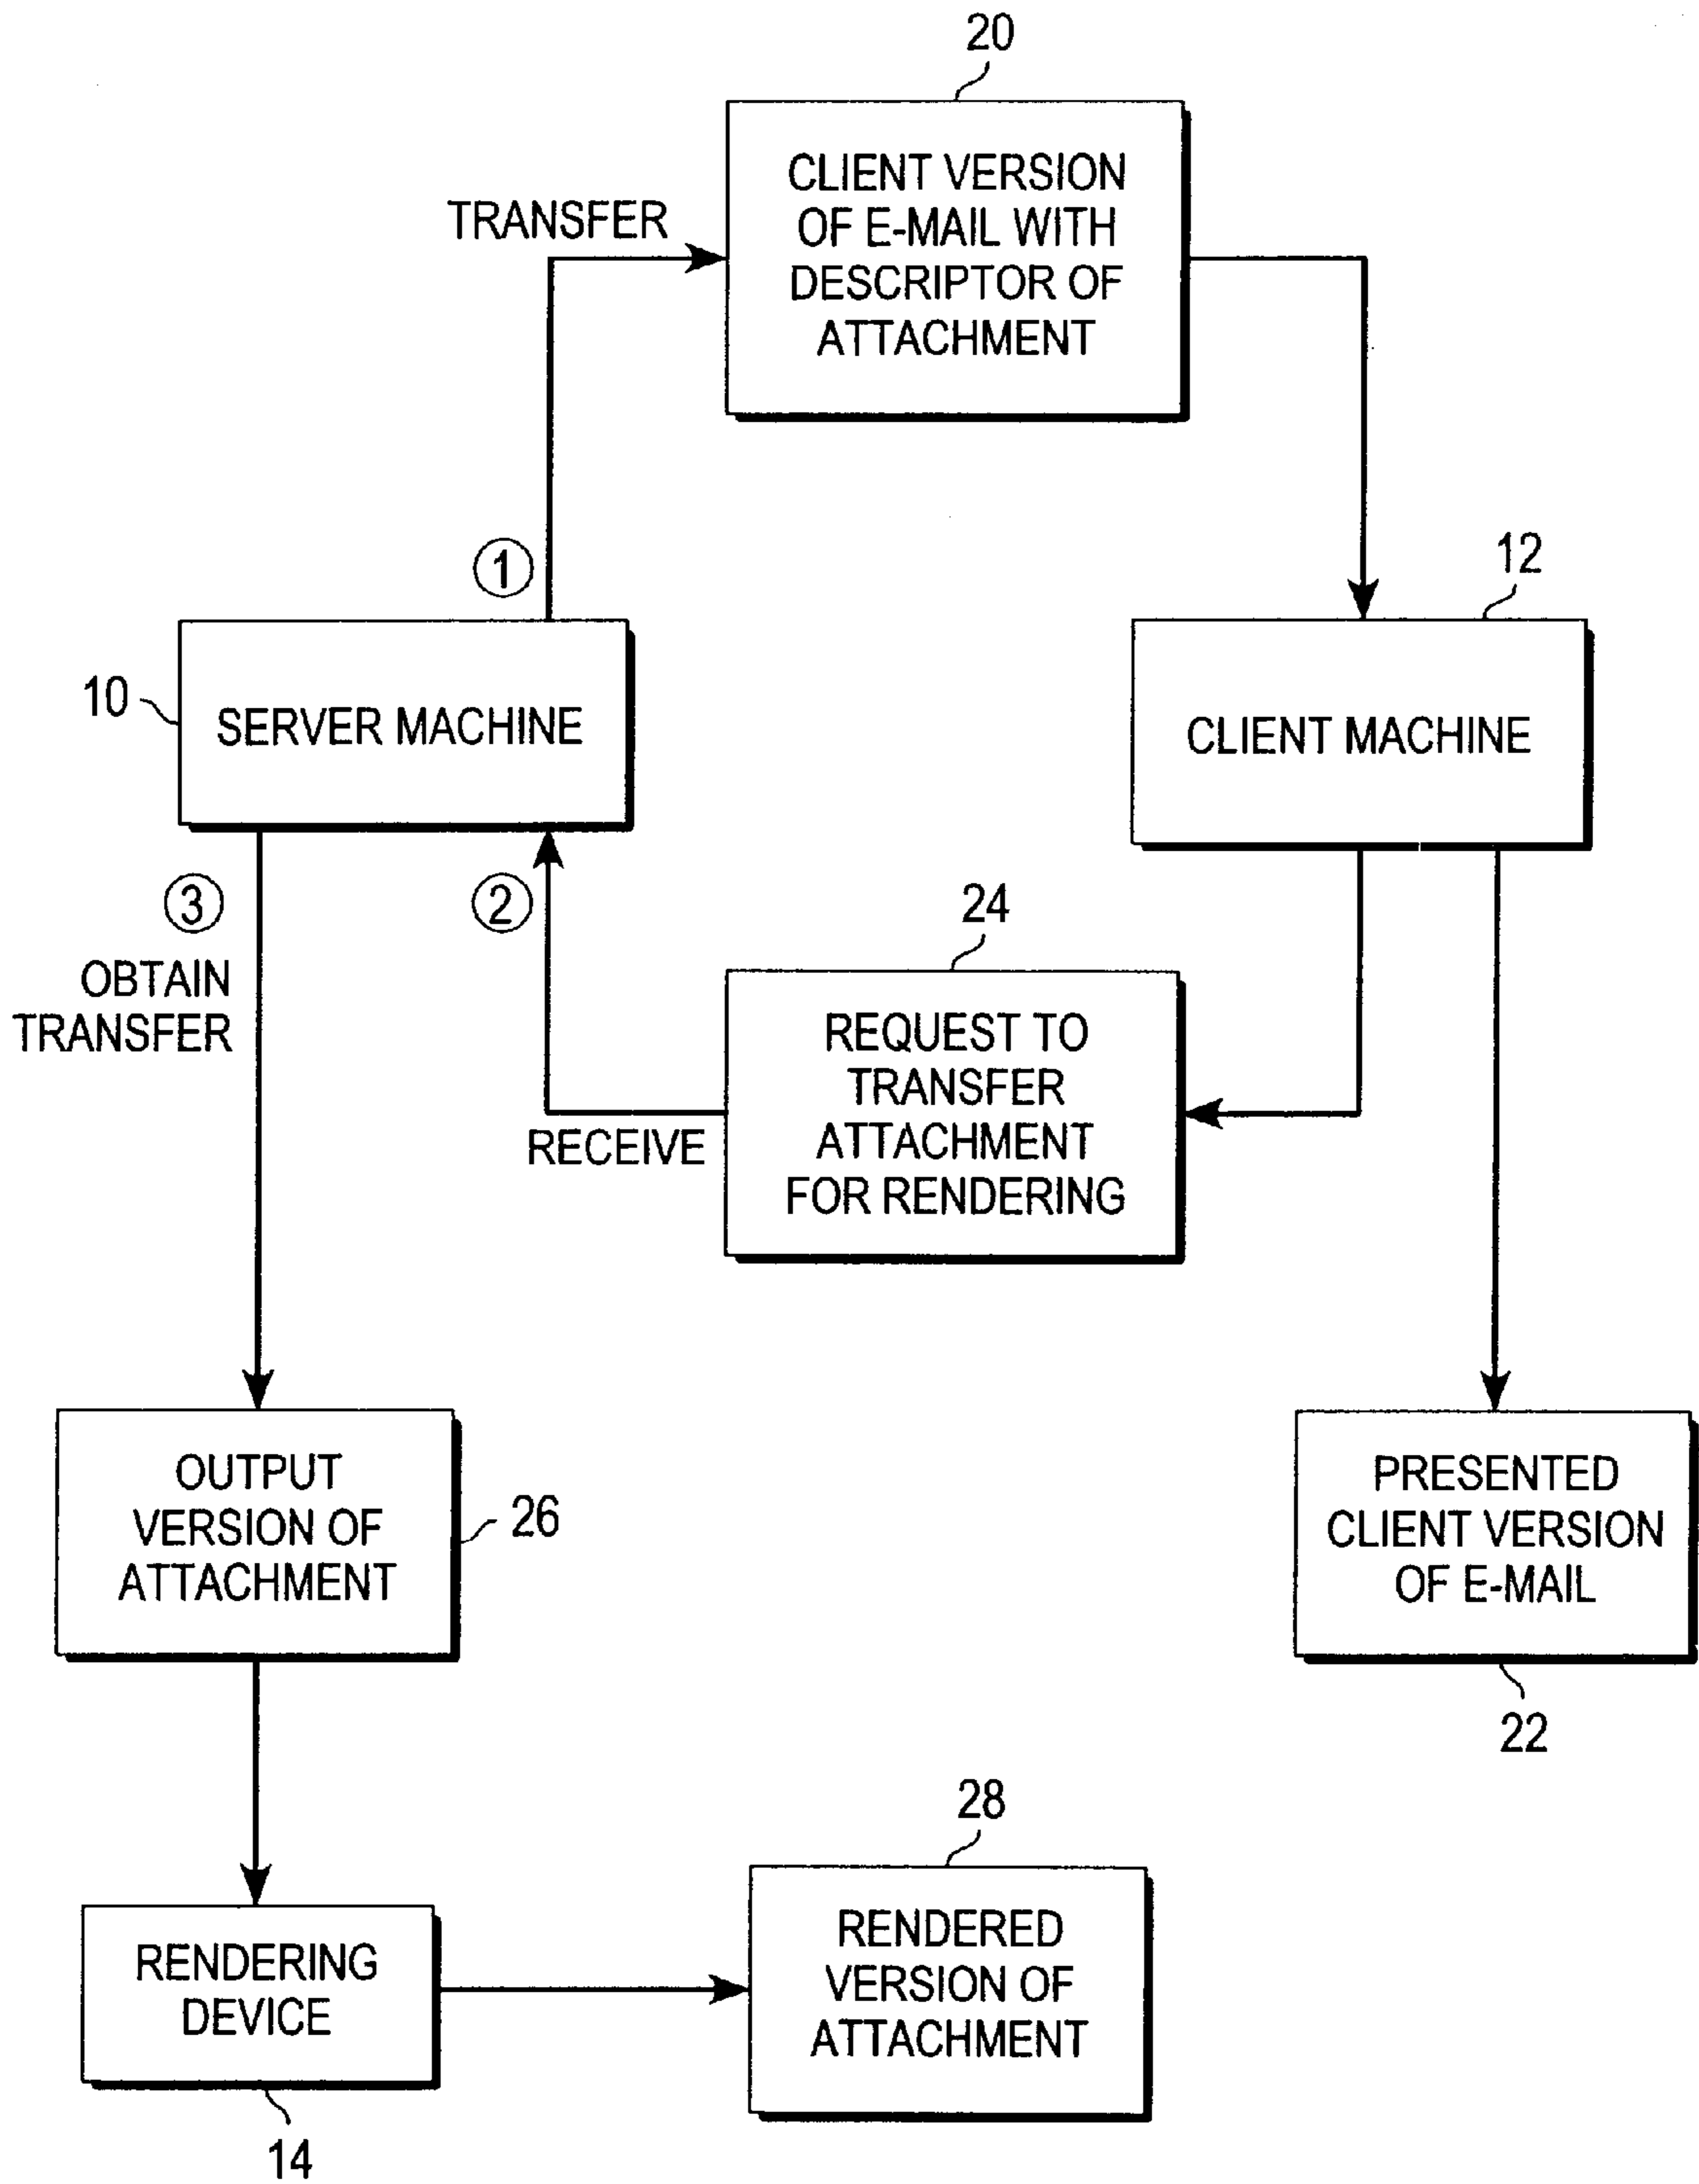 20
CLIENT VERSION
OF E-MAIL WITH
DESCRIPTOR OF
ATTACHMENT
TRANSFER
1
12
10
SERVER MACHINE
CLIENT MACHINE
3
2
OBTAIN
TRANSFER
24
REQUEST TO
TRANSFER
ATTACHMENT
FOR RENDERING
RECEIVE
OUTPUT
VERSION OF
ATTACHMENT
26
PRESENTED
CLIENT VERSION
OF E-MAIL
22
28
RENDERING
DEVICE
14
RENDERED
VERSION OF
ATTACHMENT